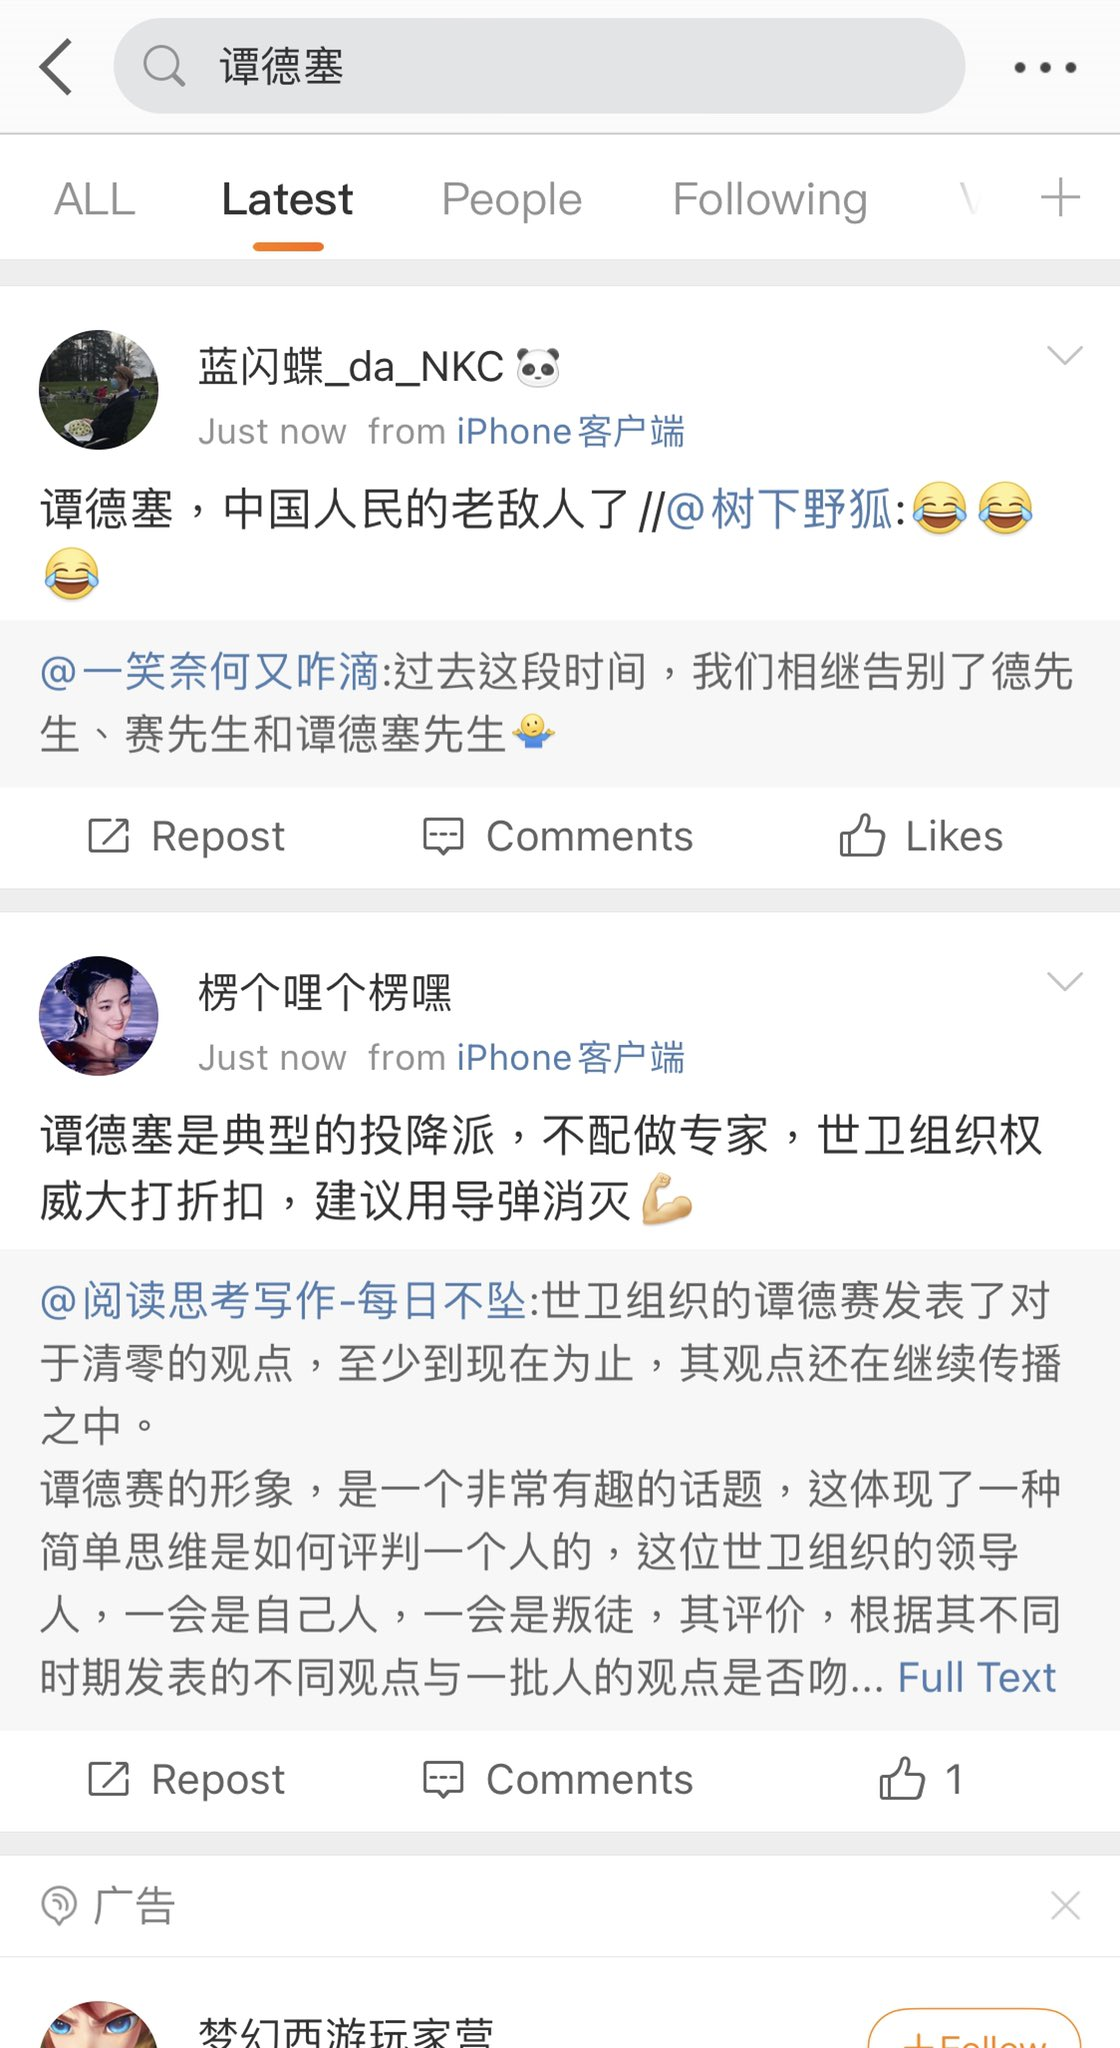 谭德塞
ALL Latest People Following
蓝闪蝶_da_NKC🐼
Just now from iPhone客户端
谭德塞，中国人民的老敌人了//@树下野狐:😂😂
😂
@一笑奈何又咋滴:过去这段时间，我们相继告别了德先
生、赛先生和谭德塞先生🤷
Repost Comments Likes
楞个哩个楞嘿
Just now from iPhone客户端
谭德塞是典型的投降派，不配做专家，世卫组织权
威大打折扣，建议用导弹消灭💪🏼
@阅读思考写作-每日不坠:世卫组织的谭德赛发表了对
于清零的观点，至少到现在为止，其观点还在继续传播
之中。
谭德赛的形象，是一个非常有趣的话题，这体现了一种
简单思维是如何评判一个人的，这位世卫组织的领导
人，一会是自己人，一会是叛徒，其评价，根据其不同
时期发表的不同观点与一批人的观点是否吻... Full Text
Repost Comments 1
广告
梦幻西游玩家营
+Follow